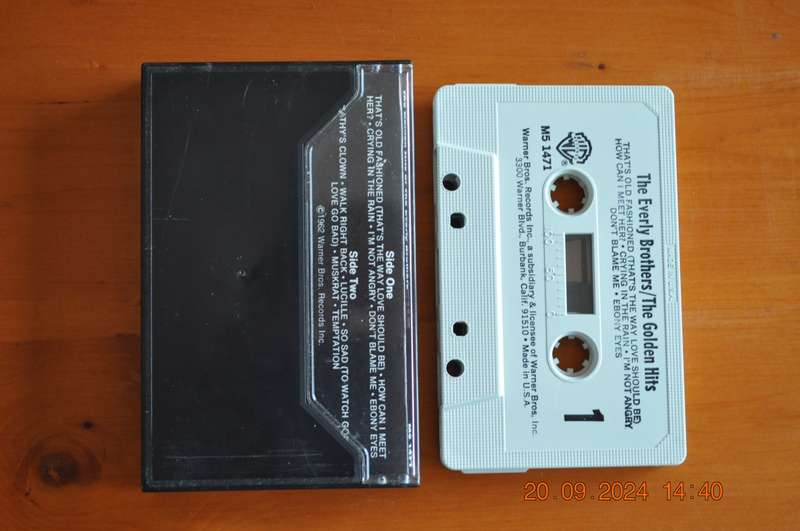 Side One
THAT'S OLD FASHIONED (THAT'S THE WAY LOVE SHOULD BE) • HOW CAN I MEET
HER? • CRYING IN THE RAIN • I'M NOT ANGRY • DON'T BLAME ME • EBONY EYES
Side Two
CATHY'S CLOWN • WALK RIGHT BACK • LUCILLE • SO SAD (TO WATCH GOOD
LOVE GO BAD) • MUSKRAT • TEMPTATION
©1962 Warner Bros. Records Inc.
M5 1471
The Everly Brothers/The Golden Hits
THAT'S OLD FASHIONED (THAT'S THE WAY LOVE SHOULD BE)
HOW CAN I MEET HER? • CRYING IN THE RAIN • I'M NOT ANGRY
DON'T BLAME ME • EBONY EYES
WB
®
M5 1471
1
Warner Bros. Records Inc., a subsidiary & licensee of Warner Bros. Inc.
3300 Warner Blvd., Burbank, Calif. 91510 • Made in U.S.A.
20.09.2024 14:40